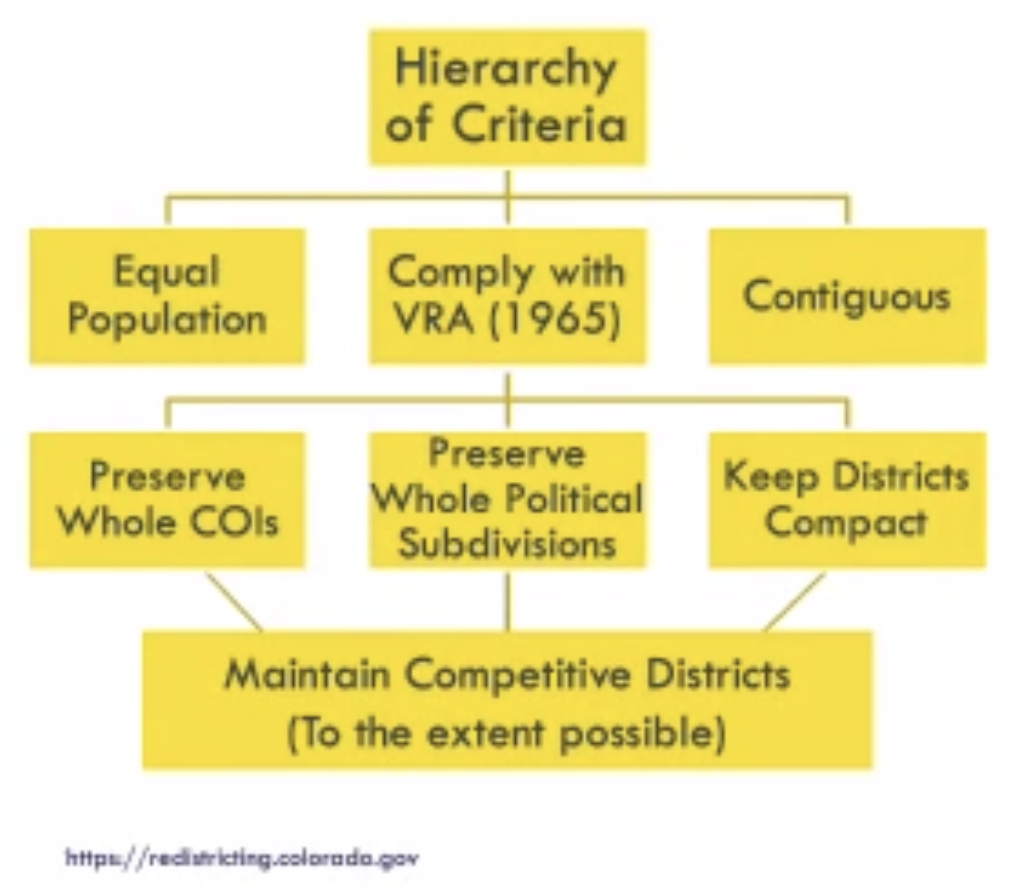 Hierarchy
of Criteria
Equal
Population
Comply with
VRA (1965)
Contiguous
Preserve
Whole COIs
Preserve
Whole Political
Subdivisions
Keep Districts
Compact
Maintain Competitive Districts
(To the extent possible)
https://redistricting.colorado.gov